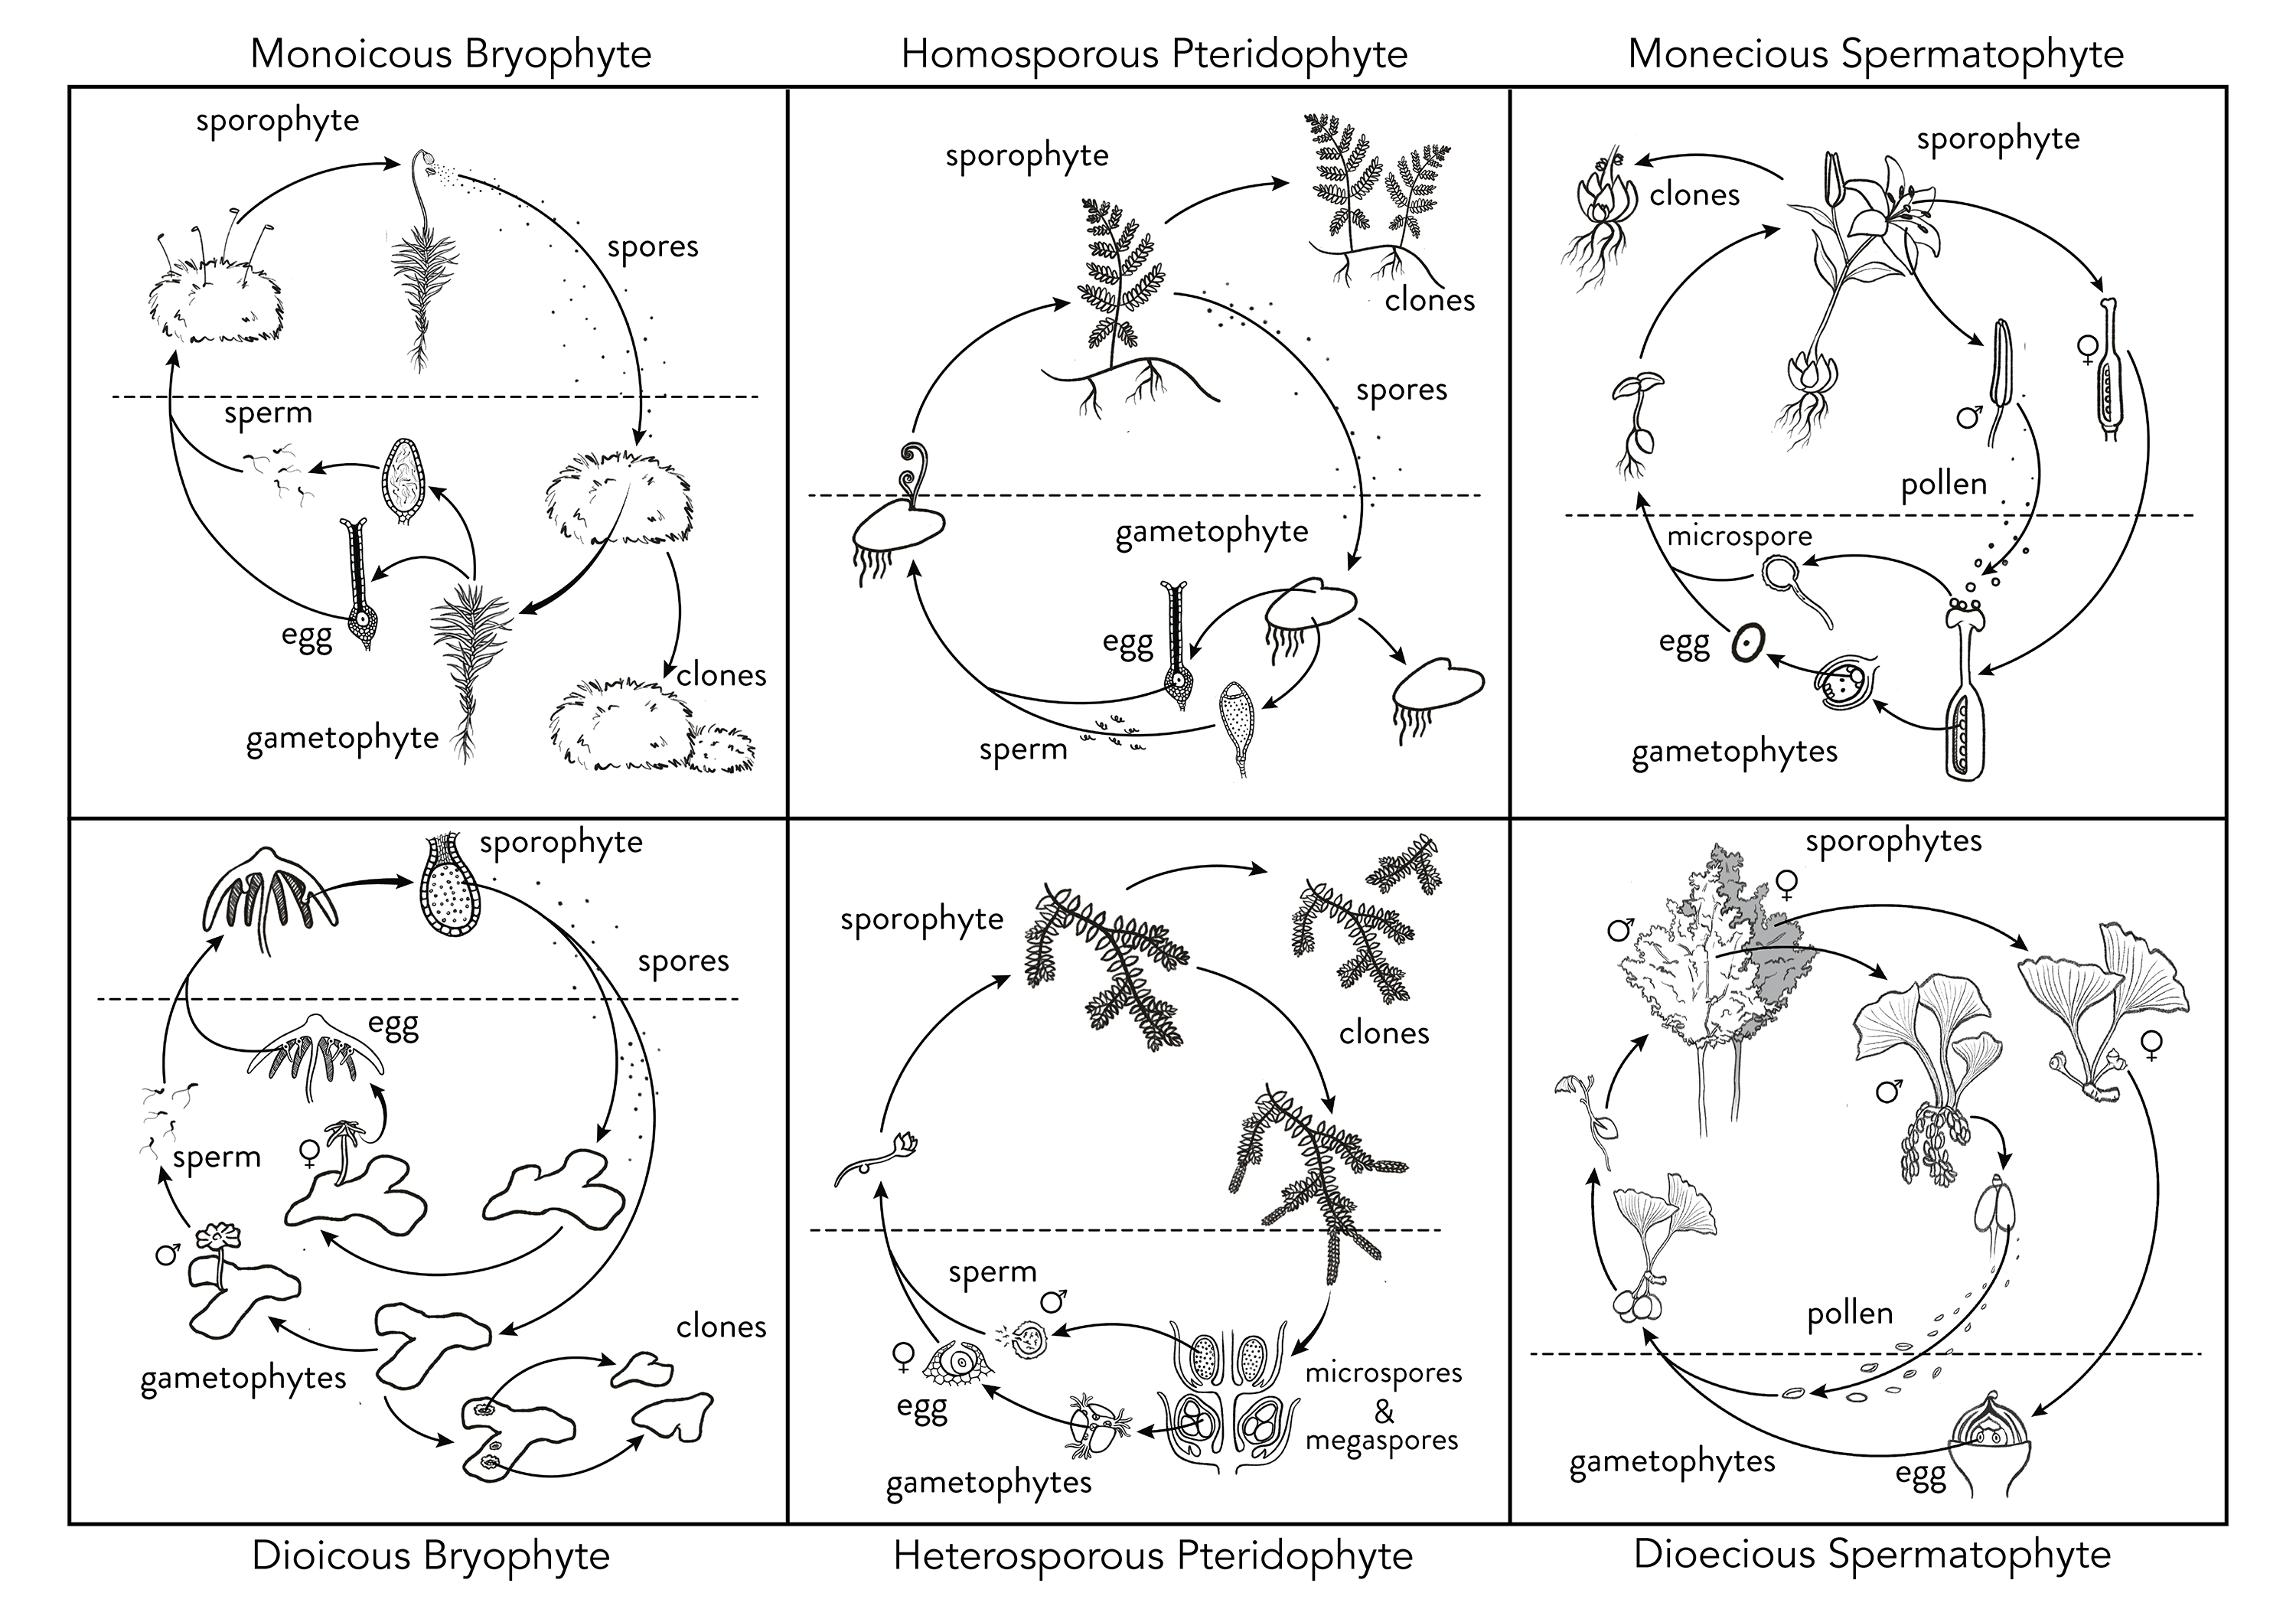 Monoicous Bryophyte
Homosporous Pteridophyte
Monecious Spermatophyte
sporophyte
spores
sperm
egg
gametophyte
clones
sporophyte
clones
spores
gametophyte
egg
sperm
sporophyte
clones
♀
♂
pollen
microspore
egg
gametophytes
sporophyte
spores
egg
sperm
♀
♂
gametophytes
clones
sporophyte
clones
sperm
♂
♀
egg
microspores
&
megaspores
gametophytes
sporophytes
♀
♂
♀
♂
pollen
gametophytes
egg
Dioicous Bryophyte
Heterosporous Pteridophyte
Dioecious Spermatophyte